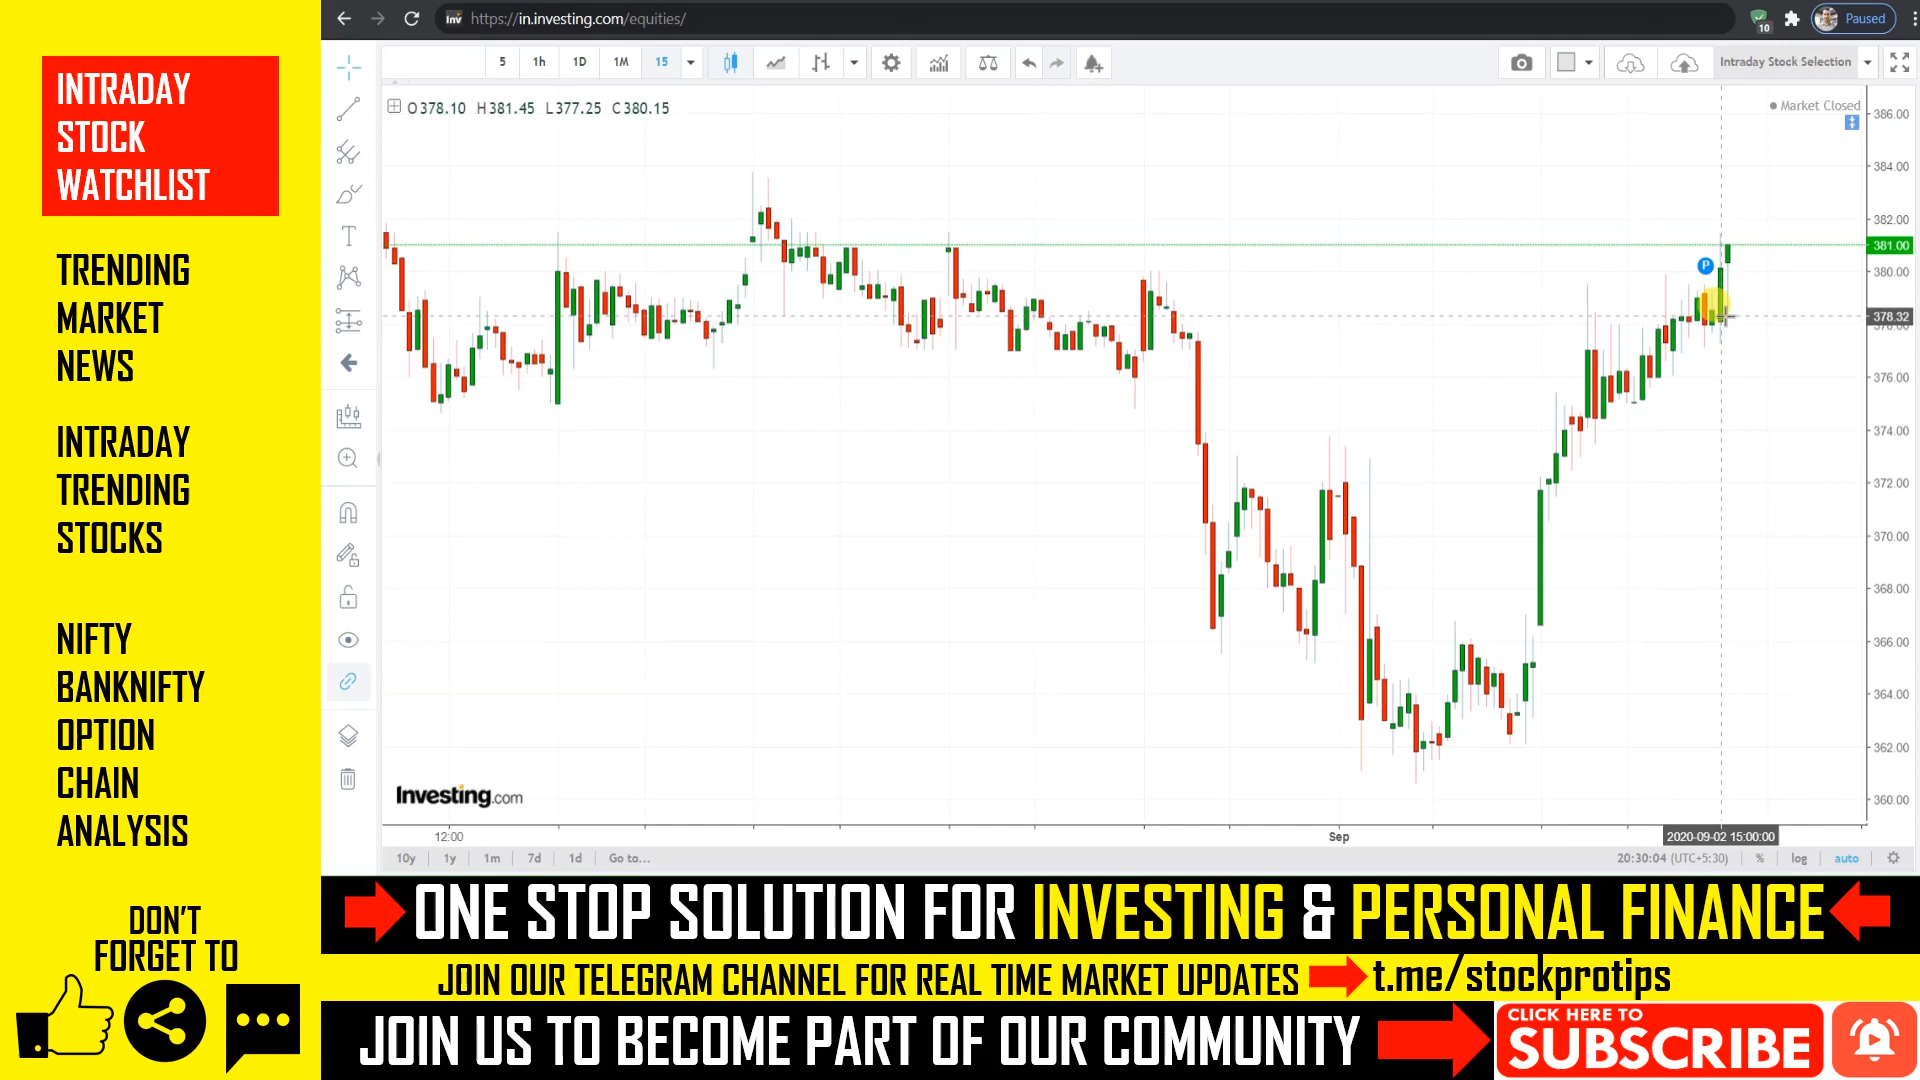 INTRADAY
STOCK
WATCHLIST
TRENDING
MARKET
NEWS
INTRADAY
TRENDING
STOCKS
NIFTY
BANKNIFTY
OPTION
CHAIN
ANALYSIS
DON'T
FORGET TO
inv https://in.investing.com/equities/
10
Paused
5 1h 1D 1M 15
Intraday Stock Selection
O378.10 H381.45 L377.25 C380.15
Market Closed
386.00
384.00
382.00
381.00
380.00
378.32
376.00
374.00
372.00
370.00
368.00
366.00
364.00
362.00
360.00
P
T
Investing.com
12:00 Sep 2020-09-02 15:00:00
10y 1y 1m 7d 1d Go to... 20:30:04 (UTC+5:30) % log auto
ONE STOP SOLUTION FOR INVESTING & PERSONAL FINANCE
JOIN OUR TELEGRAM CHANNEL FOR REAL TIME MARKET UPDATES t.me/stockprotips
JOIN US TO BECOME PART OF OUR COMMUNITY
CLICK HERE TO
SUBSCRIBE